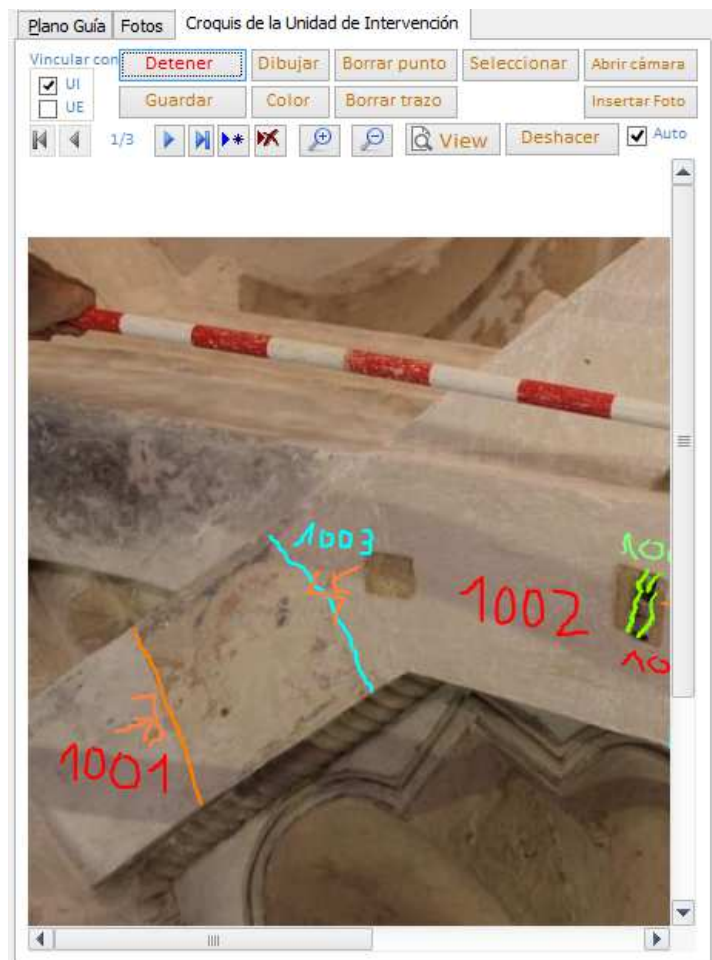 Plano Guía Fotos Croquis de la Unidad de Intervención
Vincular con Detener Dibujar Borrar punto Seleccionar Abrir cámara
UI
UE Guardar Color Borrar trazo Insertar Foto
1/3 View Deshacer Auto
1003
1002
1001